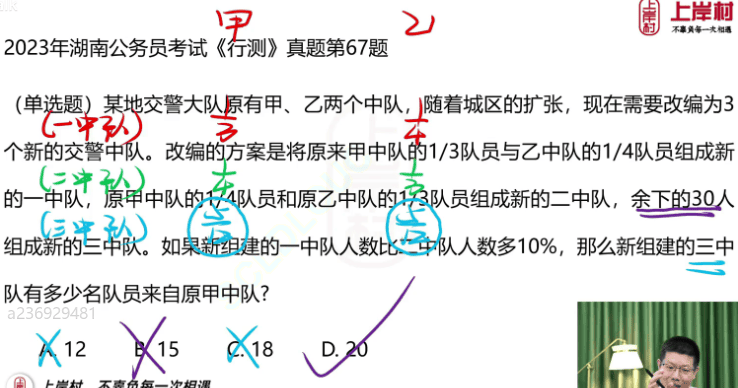 甲 乙
上岸村
不辜负每一次相遇
2023年湖南公务员考试《行测》真题第67题
（单选题）某地交警大队原有甲、乙两个中队，随着城区的扩张，现在需要改编为3
(一中队) 1/3 1/4
个新的交警中队。改编的方案是将原来甲中队的1/3队员与乙中队的1/4队员组成新
(二中队) 1/4 1/3
的一中队，原甲中队的1/4队员和原乙中队的1/3队员组成新的二中队，余下的30人
(三中队) 5/12 5/12
组成新的三中队。如果新组建的一中队人数比二中队人数多10%，那么新组建的三中
队有多少名队员来自原甲中队？
a236929481
A. 12 B. 15 C. 18 D. 20
上岸村 不辜负每一次相遇